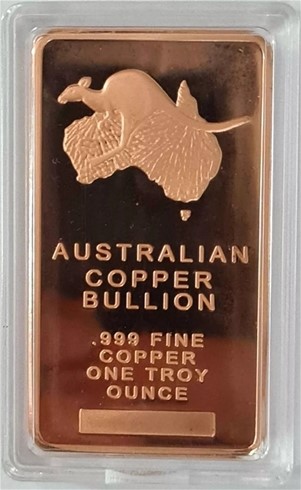 AUSTRALIAN
COPPER
BULLION
.999 FINE
COPPER
ONE TROY
OUNCE